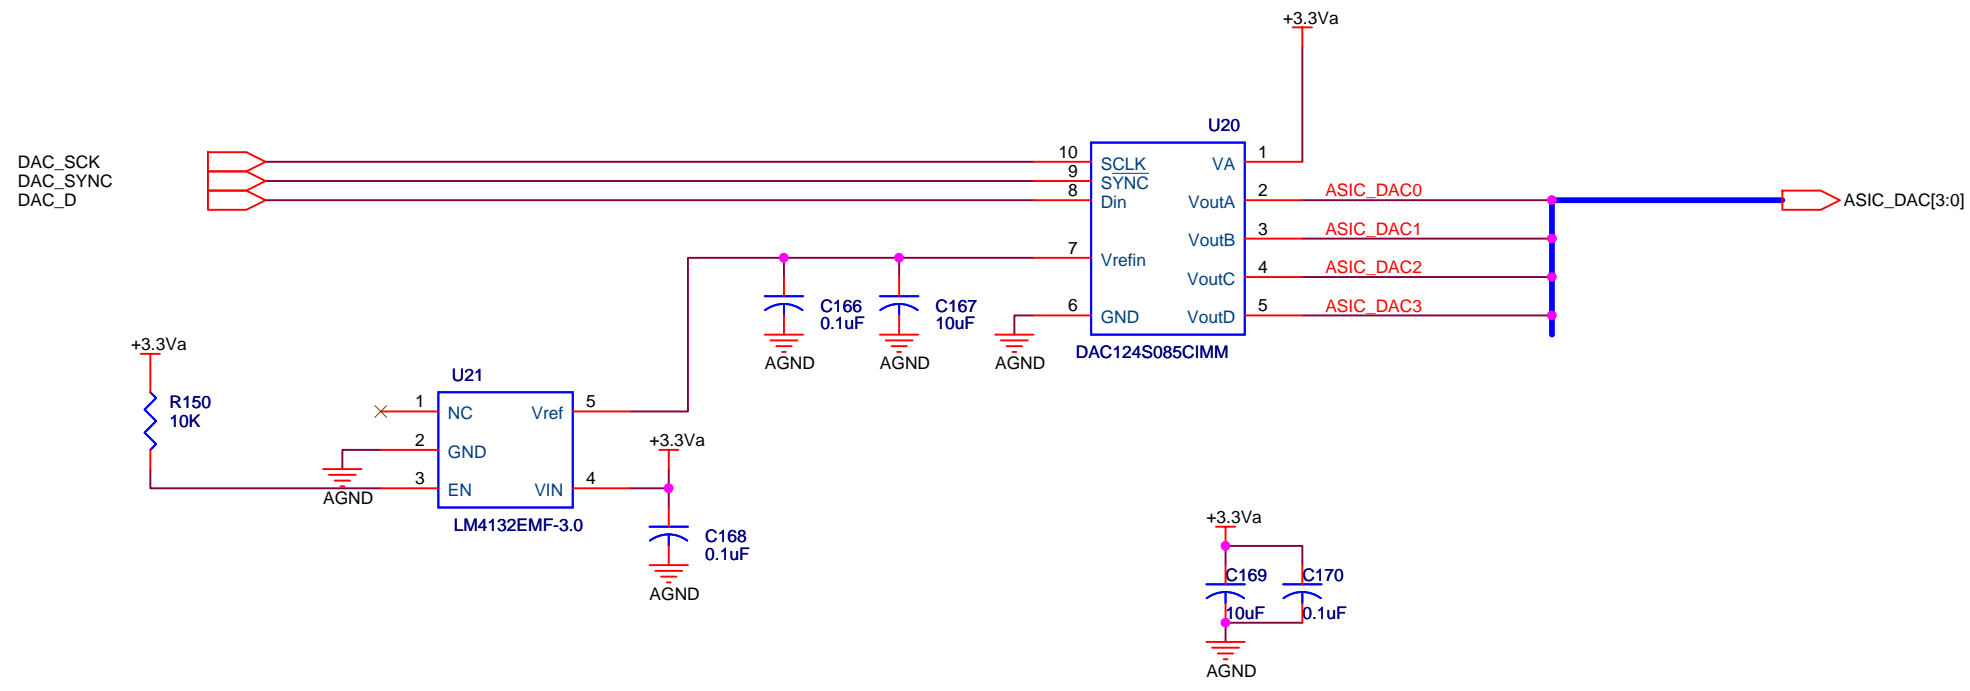 +3.3Va
U20
DAC_SCK
DAC_SYNC
DAC_D
10
9
8
7
6
SCLK
SYNC
Din
Vrefin
GND
VA
VoutA
VoutB
VoutC
VoutD
1
2
3
4
5
ASIC_DAC0
ASIC_DAC1
ASIC_DAC2
ASIC_DAC3
ASIC_DAC[3:0]
DAC124S085CIMM
C166
0.1uF
AGND
C167
10uF
AGND
AGND
+3.3Va
R150
10K
U21
1
2
3
NC
GND
EN
Vref
VIN
5
4
AGND
LM4132EMF-3.0
+3.3Va
C168
0.1uF
AGND
+3.3Va
C169
10uF
C170
0.1uF
AGND